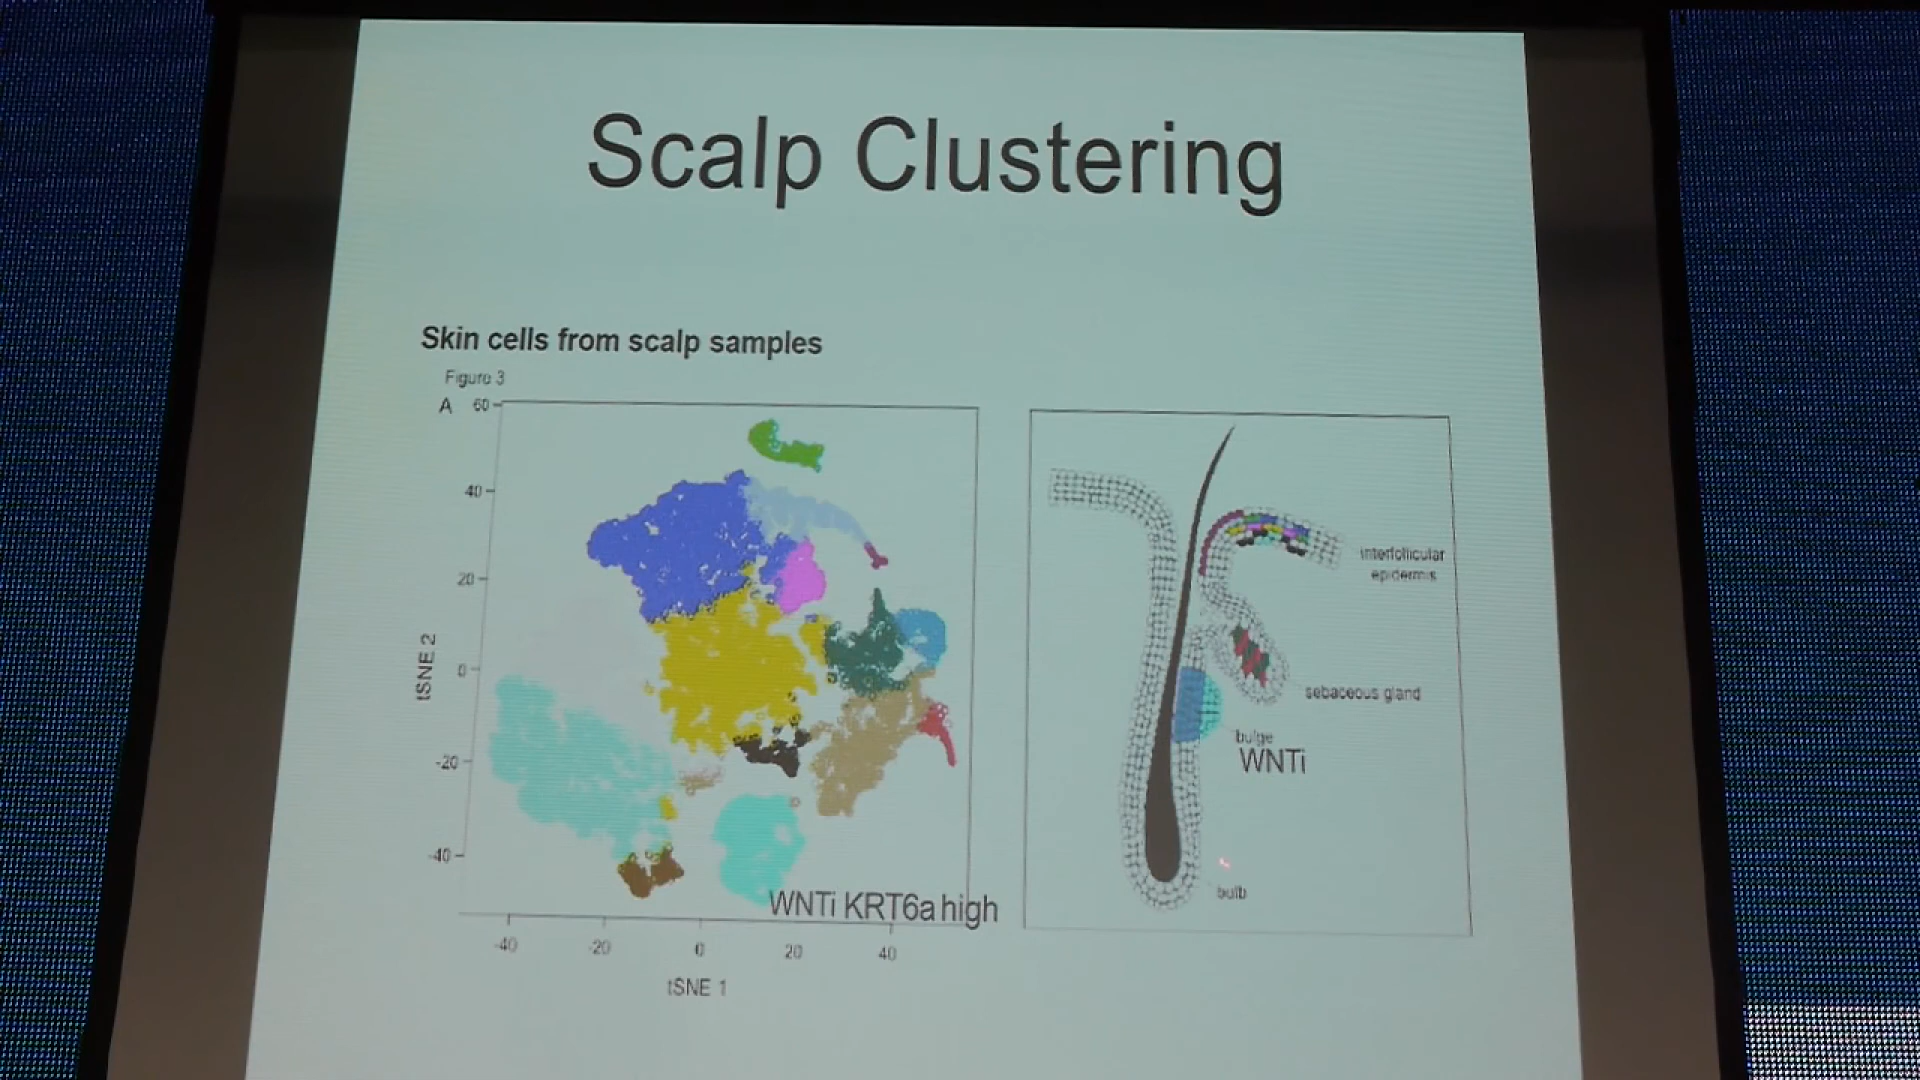 Scalp Clustering
Skin cells from scalp samples
Figure 3
A
60
40
20
0
-20
-40
tSNE 2
-40
-20
0
20
40
tSNE 1
WNTi KRT6a high
interfollicular
epidermis
sebaceous gland
bulge
WNTi
bulb